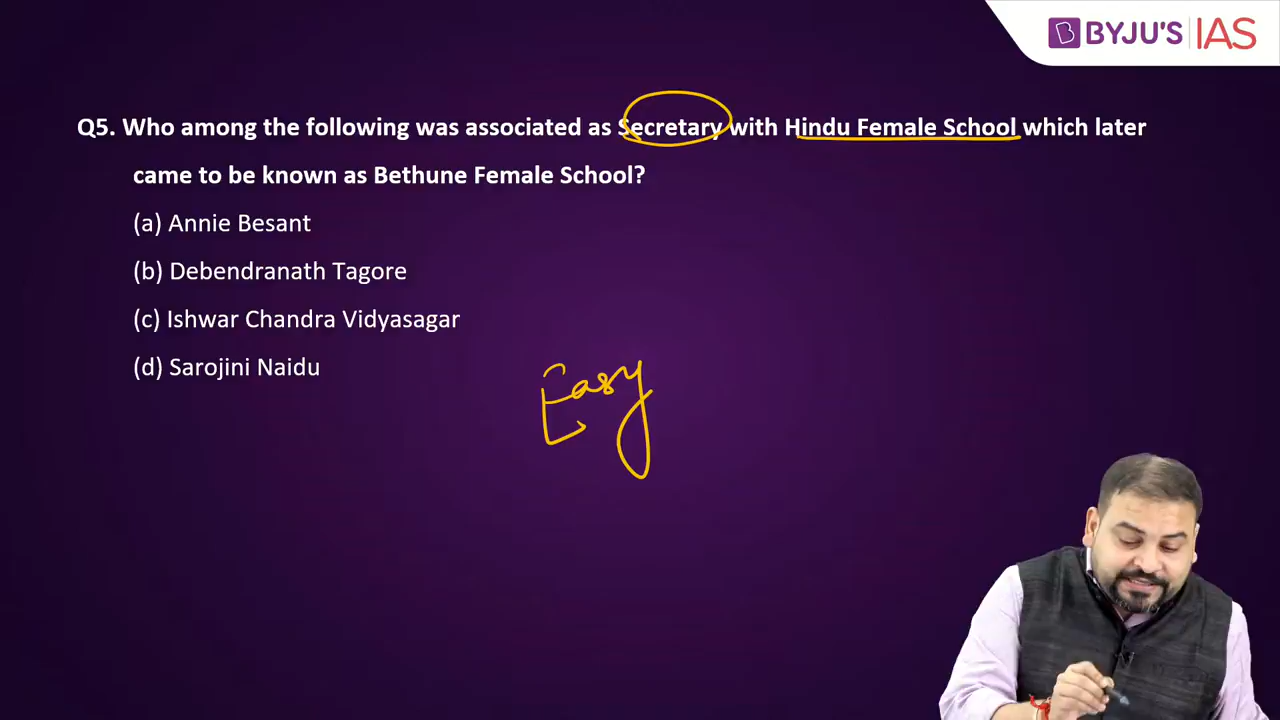 BYJU'S IAS
Q5. Who among the following was associated as Secretary with Hindu Female School which later
came to be known as Bethune Female School?
(a) Annie Besant
(b) Debendranath Tagore
(c) Ishwar Chandra Vidyasagar
(d) Sarojini Naidu
Easy